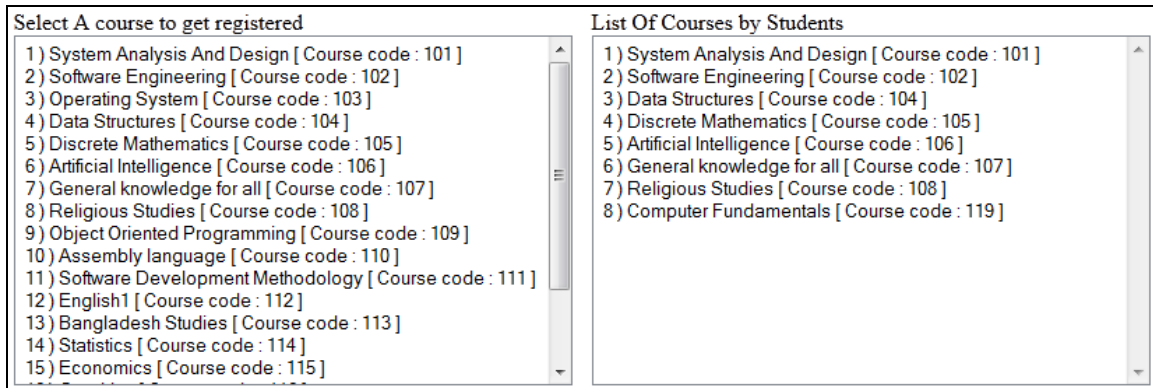 Select A course to get registered
1 ) System Analysis And Design [ Course code : 101 ]
2 ) Software Engineering [ Course code : 102 ]
3 ) Operating System [ Course code : 103 ]
4 ) Data Structures [ Course code : 104 ]
5 ) Discrete Mathematics [ Course code : 105 ]
6 ) Artificial Intelligence [ Course code : 106 ]
7 ) General knowledge for all [ Course code : 107 ]
8 ) Religious Studies [ Course code : 108 ]
9 ) Object Oriented Programming [ Course code : 109 ]
10 ) Assembly language [ Course code : 110 ]
11 ) Software Development Methodology [ Course code : 111 ]
12 ) English1 [ Course code : 112 ]
13 ) Bangladesh Studies [ Course code : 113 ]
14 ) Statistics [ Course code : 114 ]
15 ) Economics [ Course code : 115 ]
List Of Courses by Students
1 ) System Analysis And Design [ Course code : 101 ]
2 ) Software Engineering [ Course code : 102 ]
3 ) Data Structures [ Course code : 104 ]
4 ) Discrete Mathematics [ Course code : 105 ]
5 ) Artificial Intelligence [ Course code : 106 ]
6 ) General knowledge for all [ Course code : 107 ]
7 ) Religious Studies [ Course code : 108 ]
8 ) Computer Fundamentals [ Course code : 119 ]